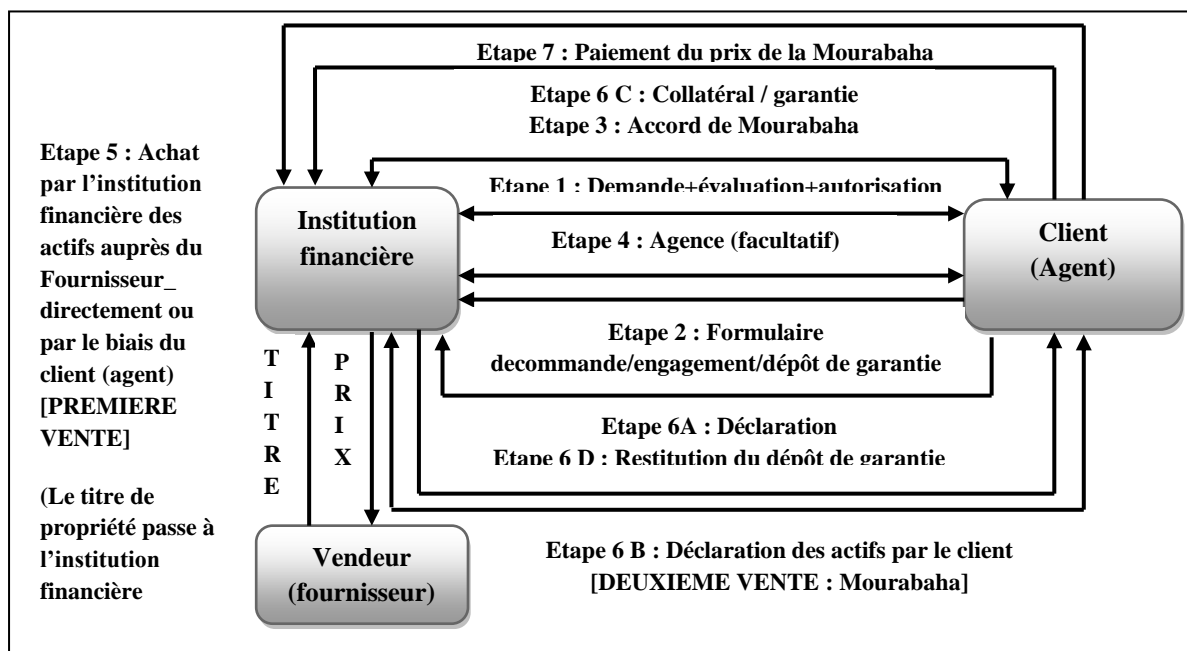 Etape 7 : Paiement du prix de la Mourabaha
Etape 6 C : Collatéral / garantie
Etape 3 : Accord de Mourabaha
Etape 1 : Demande+évaluation+autorisation
Etape 4 : Agence (facultatif)
Institution
financière
Client
(Agent)
Etape 5 : Achat
par l’institution
financière des
actifs auprès du
Fournisseur_
directement ou
par le biais du
client (agent)
[PREMIERE
VENTE]
(Le titre de
propriété passe à
l’institution
financière
TITRE
PRIX
Etape 2 : Formulaire
decommande/engagement/dépôt de garantie
Etape 6A : Déclaration
Etape 6 D : Restitution du dépôt de garantie
Vendeur
(fournisseur)
Etape 6 B : Déclaration des actifs par le client
[DEUXIEME VENTE : Mourabaha]